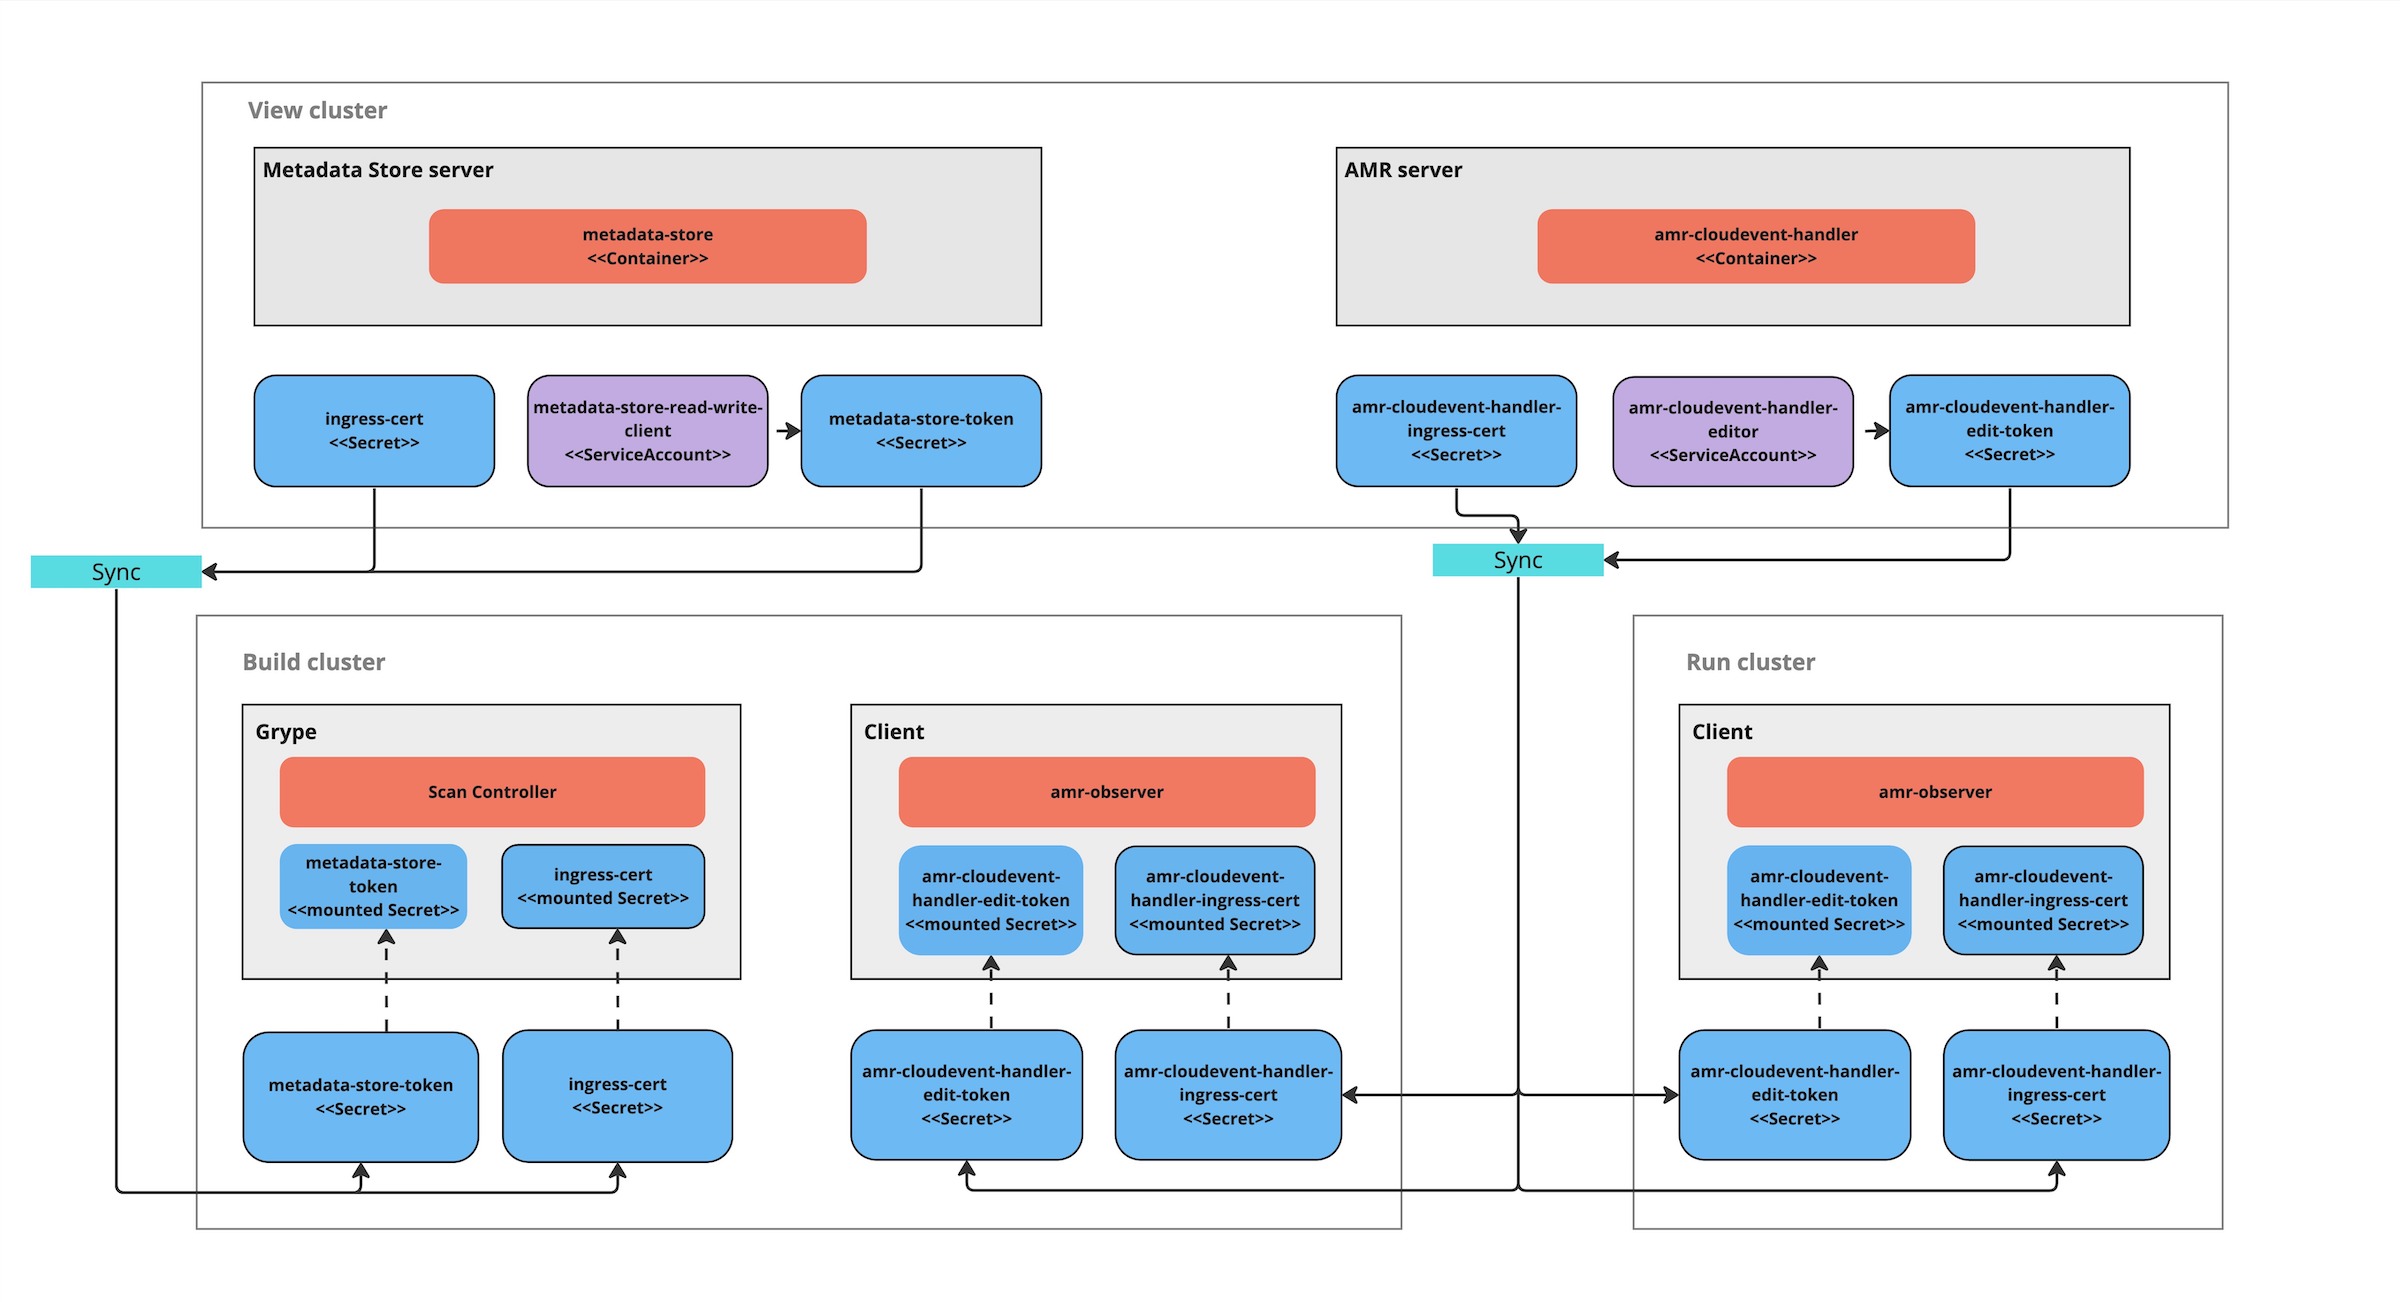 View cluster
Metadata Store server
metadata-store
<<Container>>
AMR server
amr-cloudevent-handler
<<Container>>
ingress-cert
<<Secret>>
metadata-store-read-write-
client
<<ServiceAccount>>
metadata-store-token
<<Secret>>
amr-cloudevent-handler-
ingress-cert
<<Secret>>
amr-cloudevent-handler-
editor
<<ServiceAccount>>
amr-cloudevent-handler-
edit-token
<<Secret>>
Sync
Sync
Build cluster
Grype
Scan Controller
metadata-store-
token
<<mounted Secret>>
ingress-cert
<<mounted Secret>>
metadata-store-token
<<Secret>>
ingress-cert
<<Secret>>
Client
amr-observer
amr-cloudevent-
handler-edit-token
<<mounted Secret>>
amr-cloudevent-
handler-ingress-cert
<<mounted Secret>>
amr-cloudevent-handler-
edit-token
<<Secret>>
amr-cloudevent-handler-
ingress-cert
<<Secret>>
Run cluster
Client
amr-observer
amr-cloudevent-
handler-edit-token
<<mounted Secret>>
amr-cloudevent-
handler-ingress-cert
<<mounted Secret>>
amr-cloudevent-handler-
edit-token
<<Secret>>
amr-cloudevent-handler-
ingress-cert
<<Secret>>